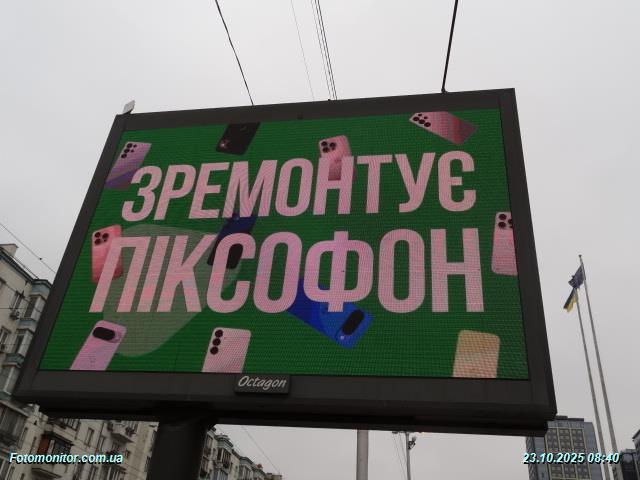 ЗРЕМОНТУЄ
ПІКСОФОН
Octagon
Fotomonitor.com.ua
23.10.2025 08:40